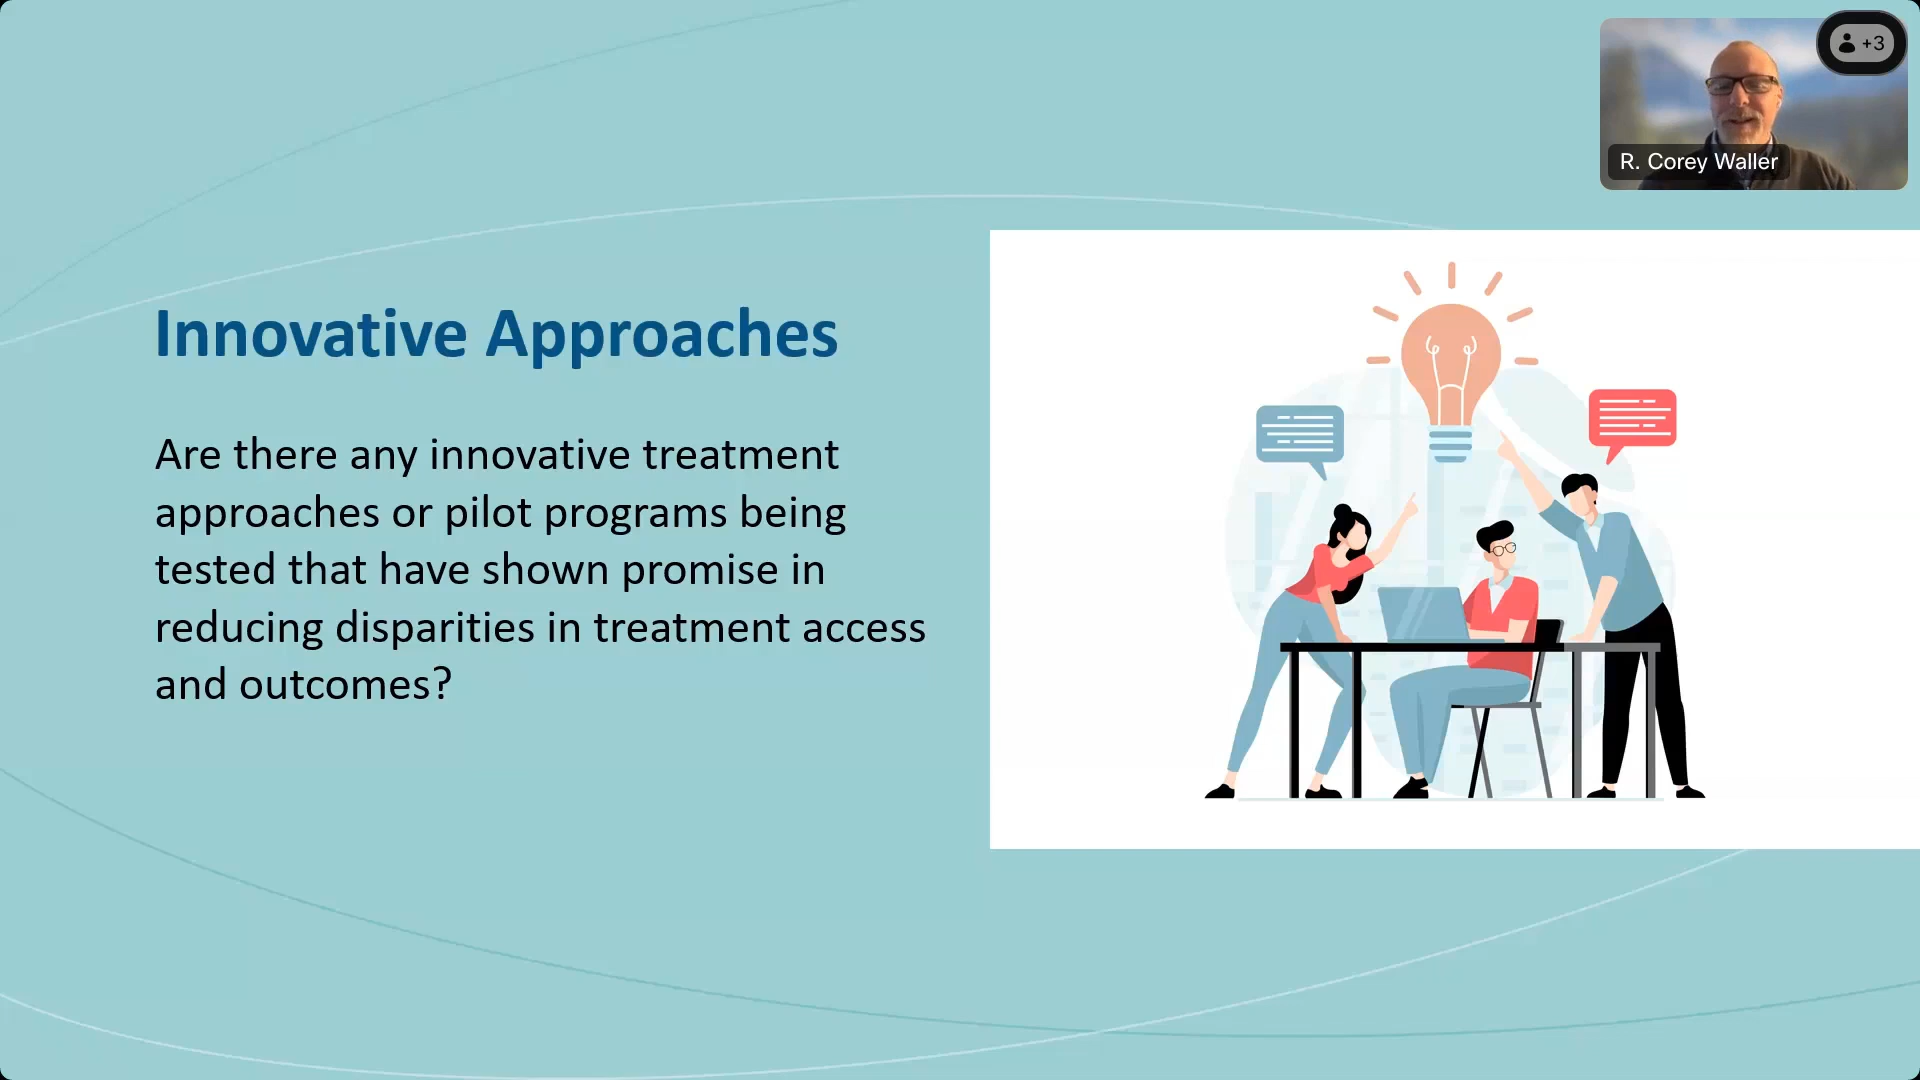 +3
R. Corey Waller
Innovative Approaches
Are there any innovative treatment
approaches or pilot programs being
tested that have shown promise in
reducing disparities in treatment access
and outcomes?